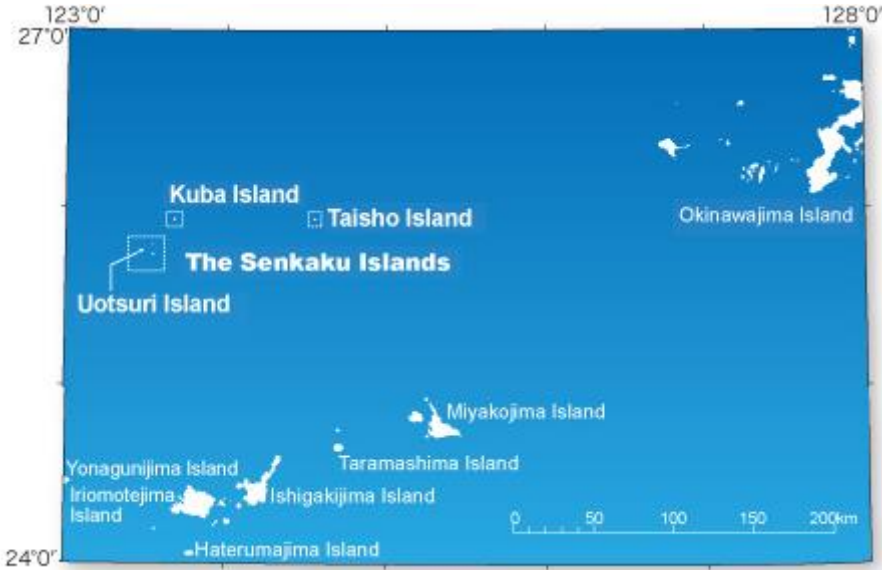 123°0′
128°0′
27°0′
Kuba Island
Taisho Island
Okinawajima Island
The Senkaku Islands
Uotsuri Island
Miyakojima Island
Taramashima Island
Yonagunijima Island
Iriomotejima
Island
Ishigakijima Island
0 50 100 150 200km
Haterumajima Island
24°0′